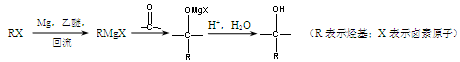 RX Mg, 乙醚, 回流 RMgX O —C— OMgX —C— R H⁺, H₂O OH —C— R （R 表示烃基；X 表示卤素原子）